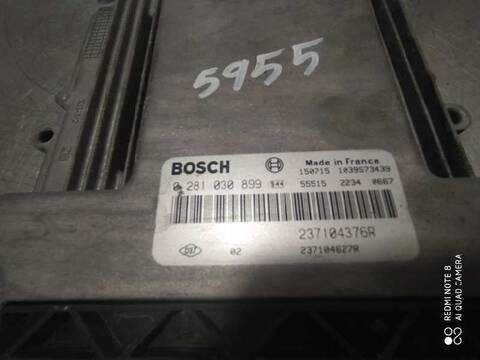 5955
BOSCH
Made in France
150715 1039S73439
0 281 030 899
55515 2234 0667
237104376R
02 237104627R
REDMI NOTE 8
AI QUAD CAMERA